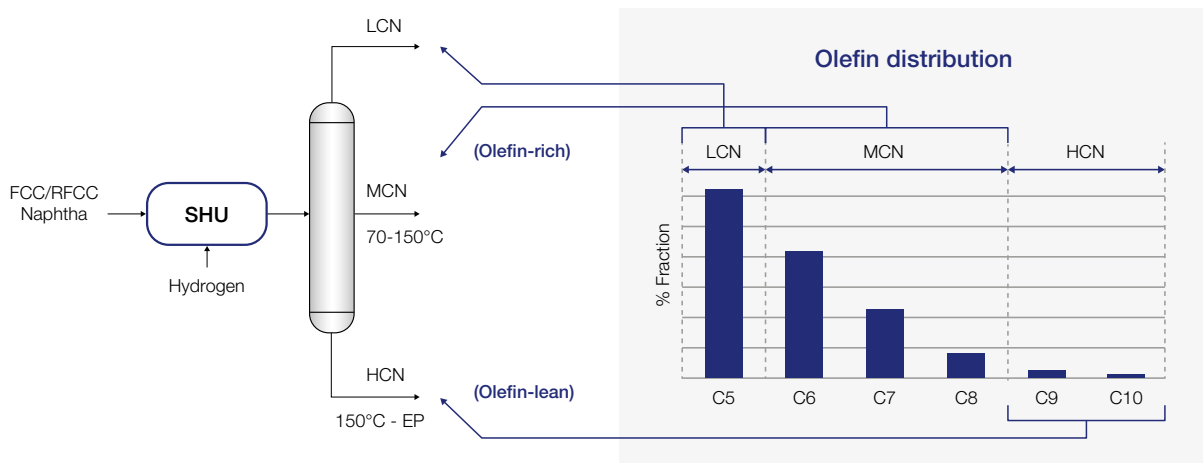 LCN
FCC/RFCC
Naphtha
SHU
Hydrogen
(Olefin-rich)
MCN
70-150°C
HCN
(Olefin-lean)
150°C - EP
Olefin distribution
LCN
MCN
HCN
% Fraction
C5
C6
C7
C8
C9
C10